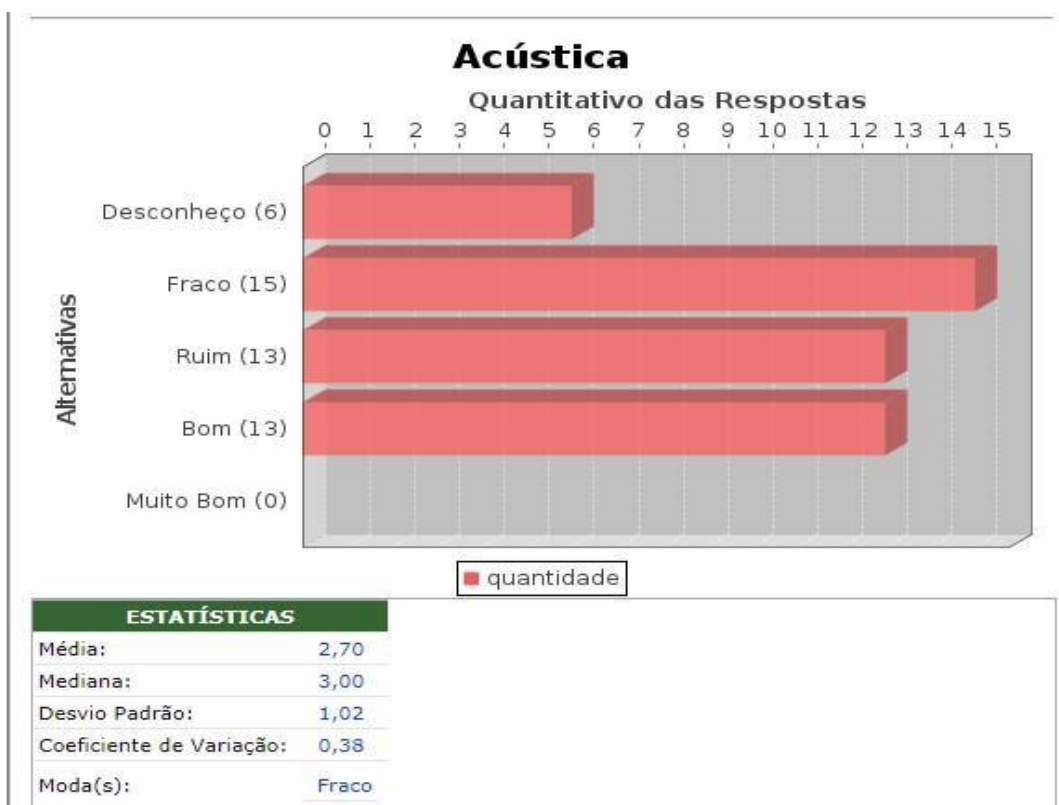 Acústica
Quantitativo das Respostas
0 1 2 3 4 5 6 7 8 9 10 11 12 13 14 15
Alternativas
Desconheço (6)
Fraco (15)
Ruim (13)
Bom (13)
Muito Bom (0)
quantidade
ESTATÍSTICAS
Média: 2,70
Mediana: 3,00
Desvio Padrão: 1,02
Coeficiente de Variação: 0,38
Moda(s): Fraco